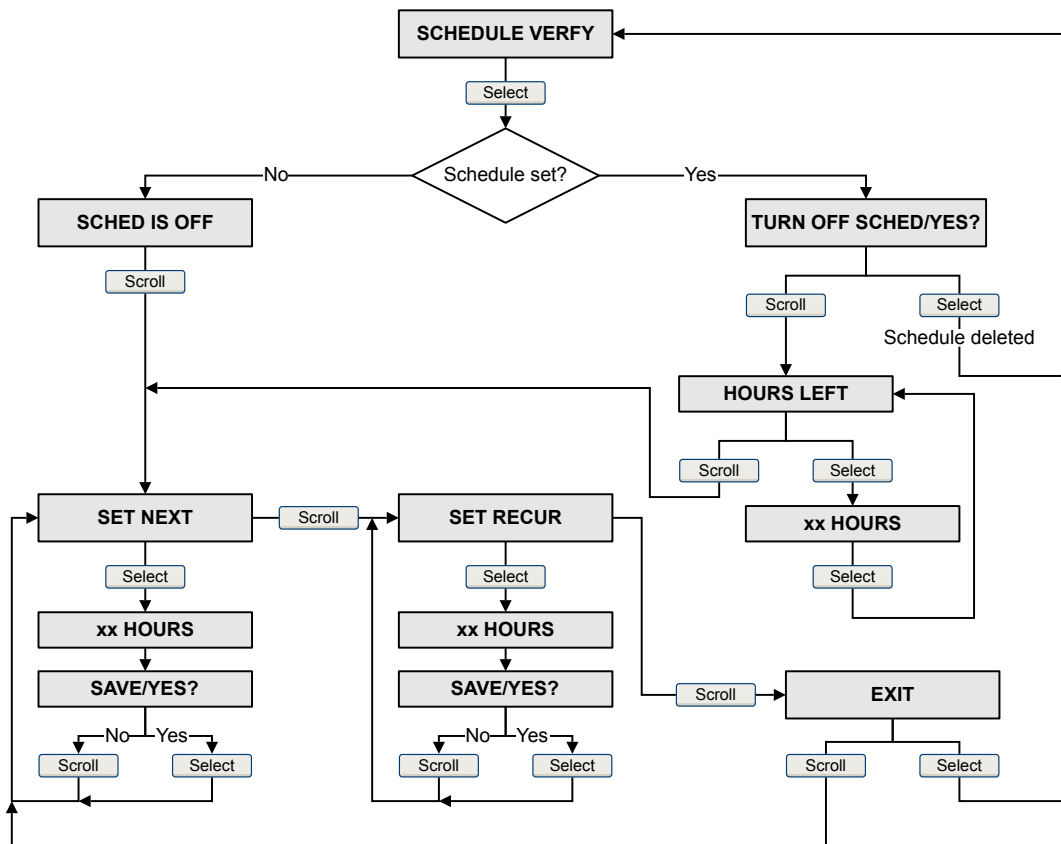 SCHEDULE VERFY
Select
Schedule set?
No
Yes
SCHED IS OFF
TURN OFF SCHED/YES?
Scroll
Scroll
Select
Schedule deleted
HOURS LEFT
Scroll
Select
SET NEXT
Scroll
SET RECUR
xx HOURS
Select
Select
Select
xx HOURS
xx HOURS
SAVE/YES?
SAVE/YES?
Scroll
EXIT
No
Yes
No
Yes
Scroll
Select
Scroll
Select
Scroll
Select